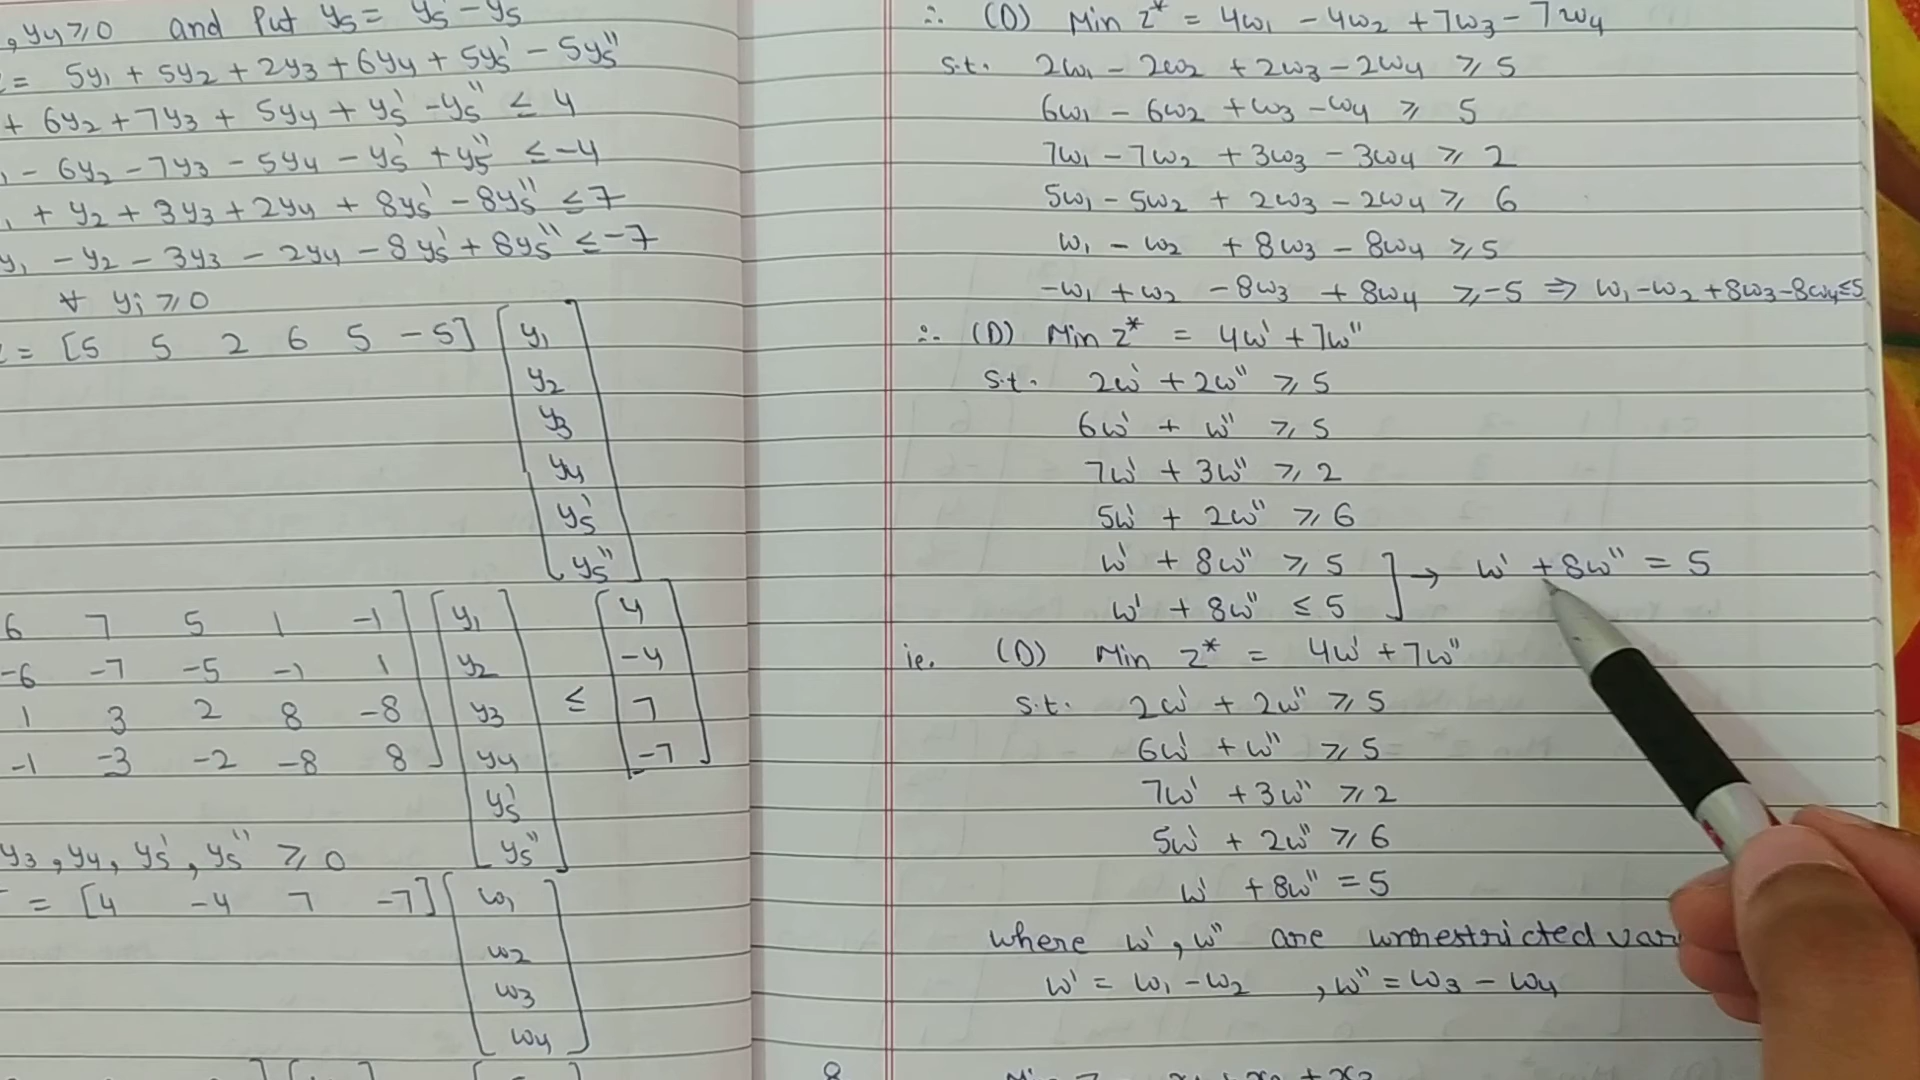 , y4 ≥ 0 and Put y5 = y5' - y5''
= 5y1 + 5y2 + 2y3 + 6y4 + 5y5' - 5y5''
+ 6y2 + 7y3 + 5y4 + y5' - y5'' ≤ 4
- 6y2 - 7y3 - 5y4 - y5' + y5'' ≤ -4
+ y2 + 3y3 + 2y4 + 8y5' - 8y5'' ≤ 7
y1 - y2 - 3y3 - 2y4 - 8y5' + 8y5'' ≤ -7
∀ yi ≥ 0
= [5 5 2 6 5 -5] [y1
y2
y3
y4
y5'
y5'']
6 7 5 1 -1] [y1 [4
-6 -7 -5 -1 1 y2 -4
1 3 2 8 -8 y3 ≤ 7
-1 -3 -2 -8 8] y4 -7]
y5'
y3, y4, y5', y5'' ≥ 0 y5'']
= [4 -4 7 -7] [w1
w2
w3
w4]
∴ (D) Min z* = 4w1 - 4w2 + 7w3 - 7w4
s.t. 2w1 - 2w2 + 2w3 - 2w4 ≥ 5
6w1 - 6w2 + w3 - w4 ≥ 5
7w1 - 7w2 + 3w3 - 3w4 ≥ 2
5w1 - 5w2 + 2w3 - 2w4 ≥ 6
w1 - w2 + 8w3 - 8w4 ≥ 5
-w1 + w2 - 8w3 + 8w4 ≥ -5 ⇒ w1 - w2 + 8w3 - 8w4 ≤ 5
∴ (D) Min z* = 4w' + 7w''
s.t. 2w' + 2w'' ≥ 5
6w' + w'' ≥ 5
7w' + 3w'' ≥ 2
5w' + 2w'' ≥ 6
w' + 8w'' ≥ 5 ] → w' + 8w'' = 5
w' + 8w'' ≤ 5
ie. (D) Min z* = 4w' + 7w''
s.t. 2w' + 2w'' ≥ 5
6w' + w'' ≥ 5
7w' + 3w'' ≥ 2
5w' + 2w'' ≥ 6
w' + 8w'' = 5
where w', w'' are unrestricted var
w' = w1 - w2 , w'' = w3 - w4
8